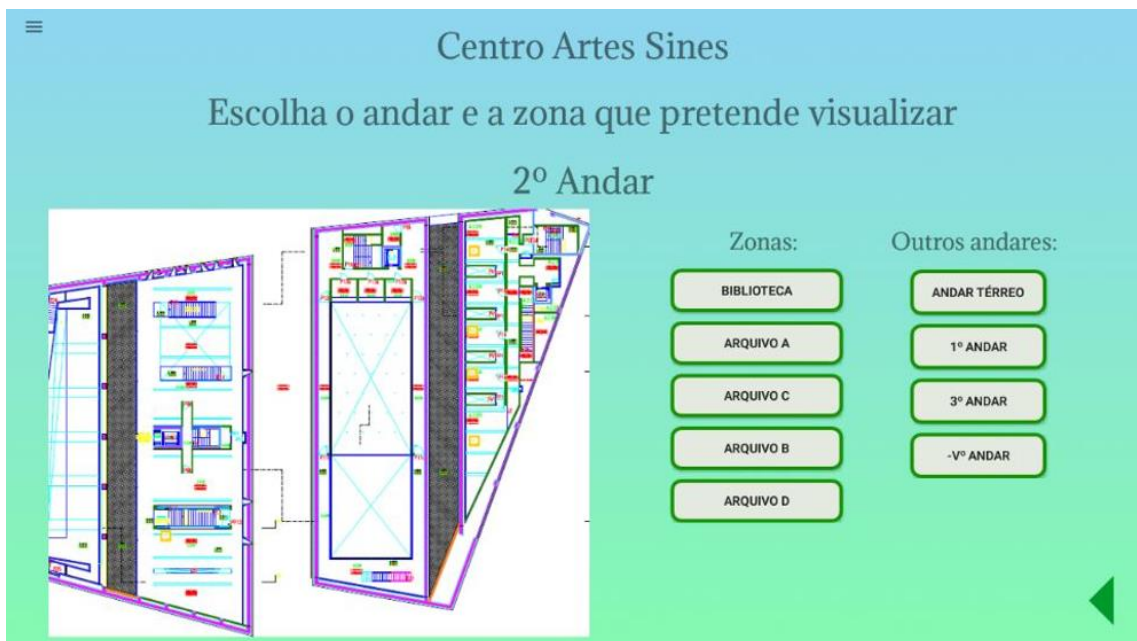 Centro Artes Sines
Escolha o andar e a zona que pretende visualizar
2º Andar
Zonas:
BIBLIOTECA
ARQUIVO A
ARQUIVO C
ARQUIVO B
ARQUIVO D
Outros andares:
ANDAR TÉRREO
1º ANDAR
3º ANDAR
-Vº ANDAR